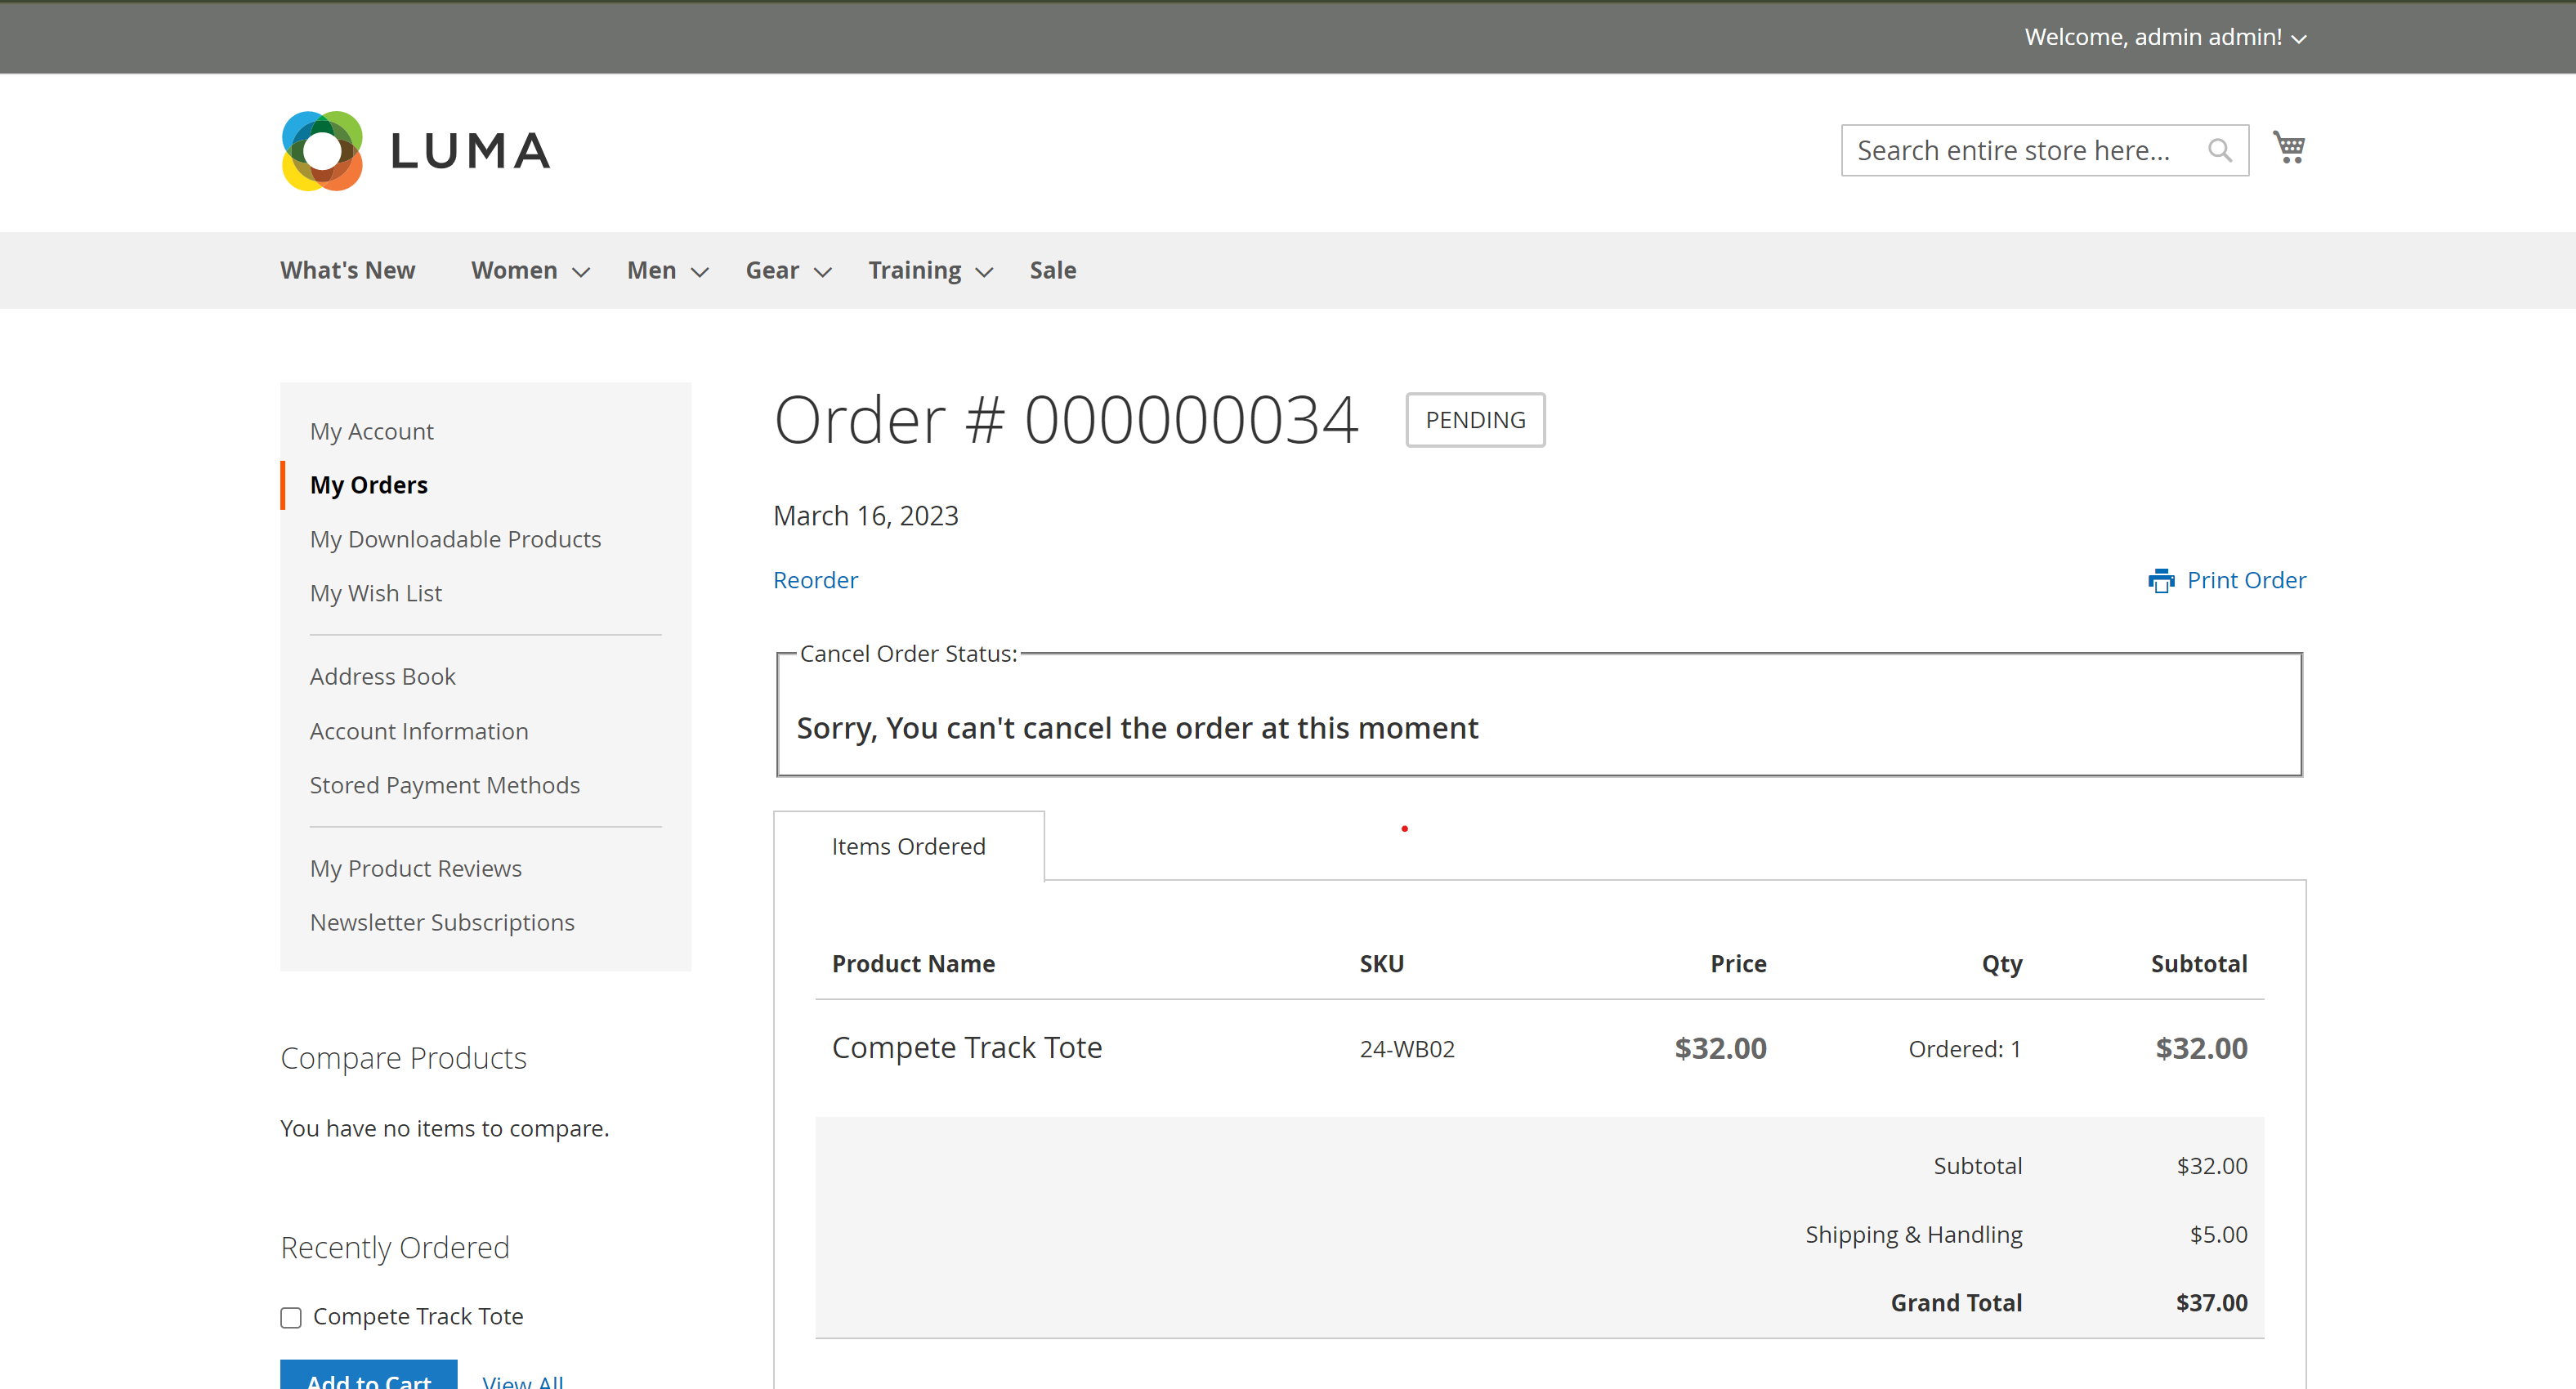 Welcome, admin admin!
LUMA
Search entire store here...
What's New Women Men Gear Training Sale
My Account
My Orders
My Downloadable Products
My Wish List
Address Book
Account Information
Stored Payment Methods
My Product Reviews
Newsletter Subscriptions
Compare Products
You have no items to compare.
Recently Ordered
Compete Track Tote
Add to Cart View All
Order # 000000034 PENDING
March 16, 2023
Reorder Print Order
Cancel Order Status:
Sorry, You can't cancel the order at this moment
Items Ordered
Product Name SKU Price Qty Subtotal
Compete Track Tote 24-WB02 $32.00 Ordered: 1 $32.00
Subtotal $32.00
Shipping & Handling $5.00
Grand Total $37.00